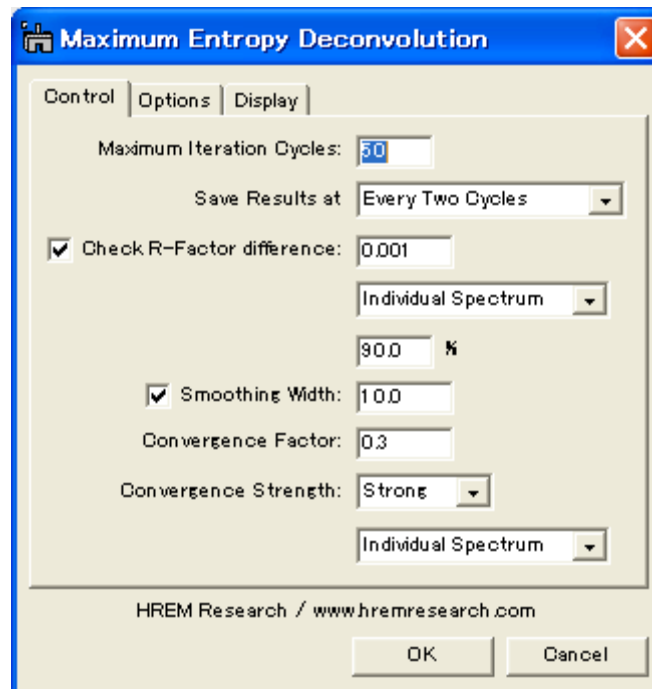 Maximum Entropy Deconvolution
Control Options Display
Maximum Iteration Cycles: 50
Save Results at Every Two Cycles
Check R-Factor difference: 0.001
Individual Spectrum
90.0 %
Smoothing Width: 10.0
Convergence Factor: 0.3
Convergence Strength: Strong
Individual Spectrum
HREM Research / www.hremresearch.com
OK Cancel